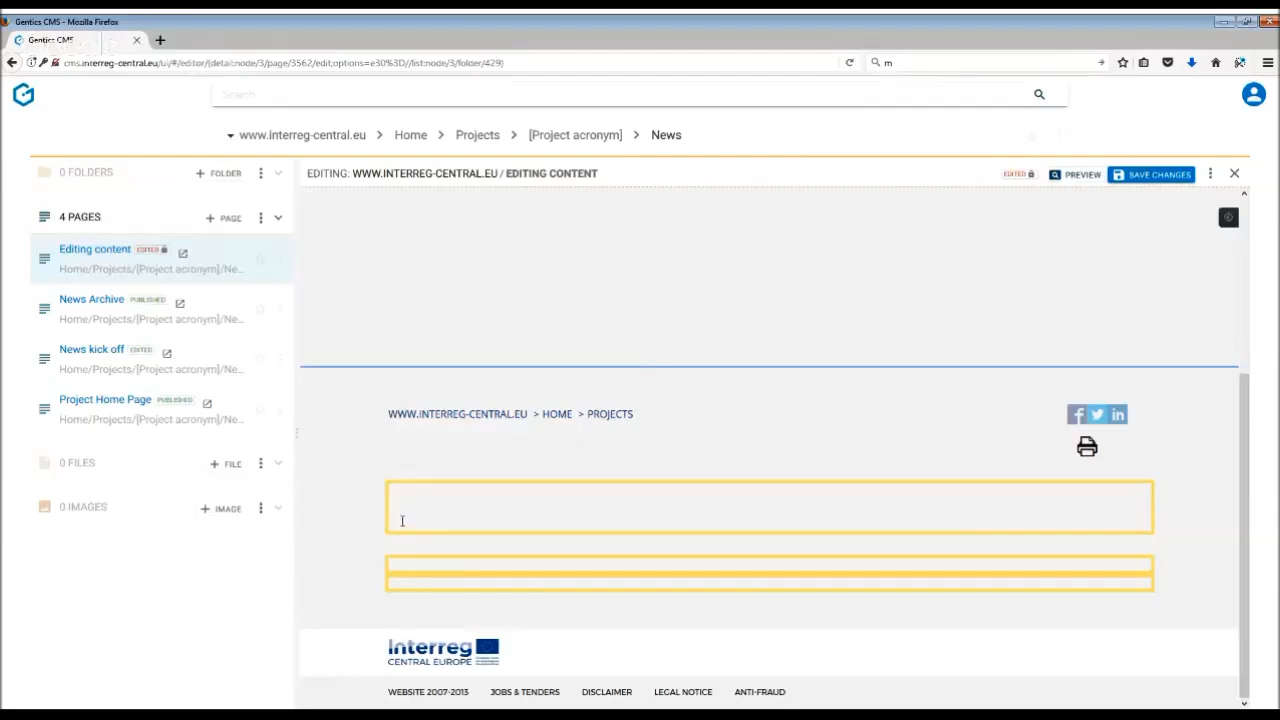 Gentics CMS - Mozilla Firefox
Gentics CMS
cms.interreg-central.eu/ui/#/editor/(detail:node/3/page/3562/edit;options=e30%3D//list:node/3/folder/429)
m
Search
www.interreg-central.eu > Home > Projects > [Project acronym] > News
0 FOLDERS + FOLDER
EDITING: WWW.INTERREG-CENTRAL.EU / EDITING CONTENT
EDITED PREVIEW SAVE CHANGES
4 PAGES + PAGE
Editing content EDITED
Home/Projects/[Project acronym]/Ne...
News Archive PUBLISHED
Home/Projects/[Project acronym]/Ne...
News kick off EDITED
Home/Projects/[Project acronym]/Ne...
Project Home Page PUBLISHED
Home/Projects/[Project acronym]/Ne...
0 FILES + FILE
0 IMAGES + IMAGE
WWW.INTERREG-CENTRAL.EU > HOME > PROJECTS
f in
Interreg
CENTRAL EUROPE
WEBSITE 2007-2013 JOBS & TENDERS DISCLAIMER LEGAL NOTICE ANTI-FRAUD